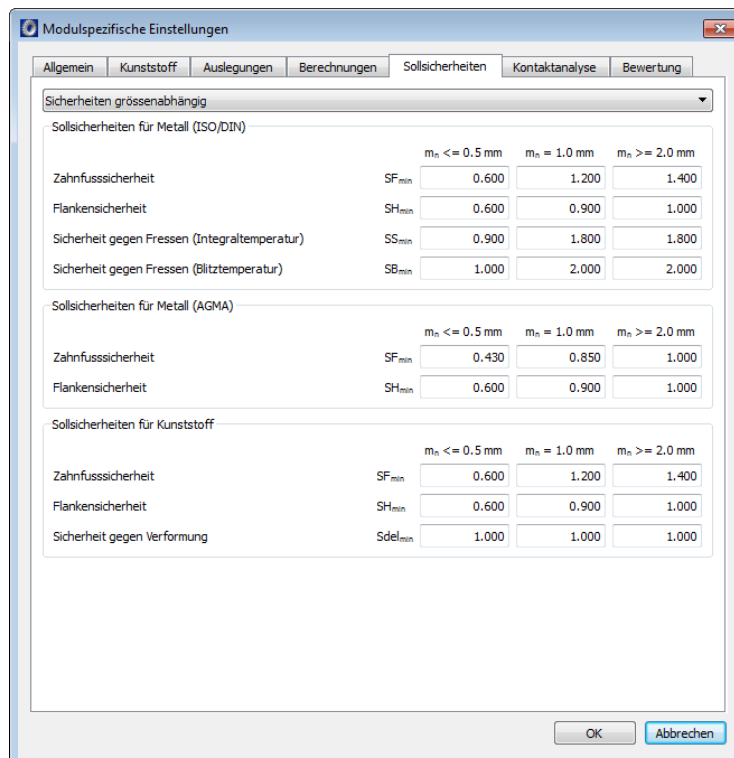 Modulspezifische Einstellungen
Allgemein Kunststoff Auslegungen Berechnungen Sollsicherheiten Kontaktanalyse Bewertung
Sicherheiten grössenabhängig
Sollsicherheiten für Metall (ISO/DIN)
mₙ <= 0.5 mm mₙ = 1.0 mm mₙ >= 2.0 mm
Zahnfusssicherheit SFmin 0.600 1.200 1.400
Flankensicherheit SHmin 0.600 0.900 1.000
Sicherheit gegen Fressen (Integraltemperatur) SSmin 0.900 1.800 1.800
Sicherheit gegen Fressen (Blitztemperatur) SBmin 1.000 2.000 2.000
Sollsicherheiten für Metall (AGMA)
mₙ <= 0.5 mm mₙ = 1.0 mm mₙ >= 2.0 mm
Zahnfusssicherheit SFmin 0.430 0.850 1.000
Flankensicherheit SHmin 0.600 0.900 1.000
Sollsicherheiten für Kunststoff
mₙ <= 0.5 mm mₙ = 1.0 mm mₙ >= 2.0 mm
Zahnfusssicherheit SFmin 0.600 1.200 1.400
Flankensicherheit SHmin 0.600 0.900 1.000
Sicherheit gegen Verformung Sdelmin 1.000 1.000 1.000
OK Abbrechen